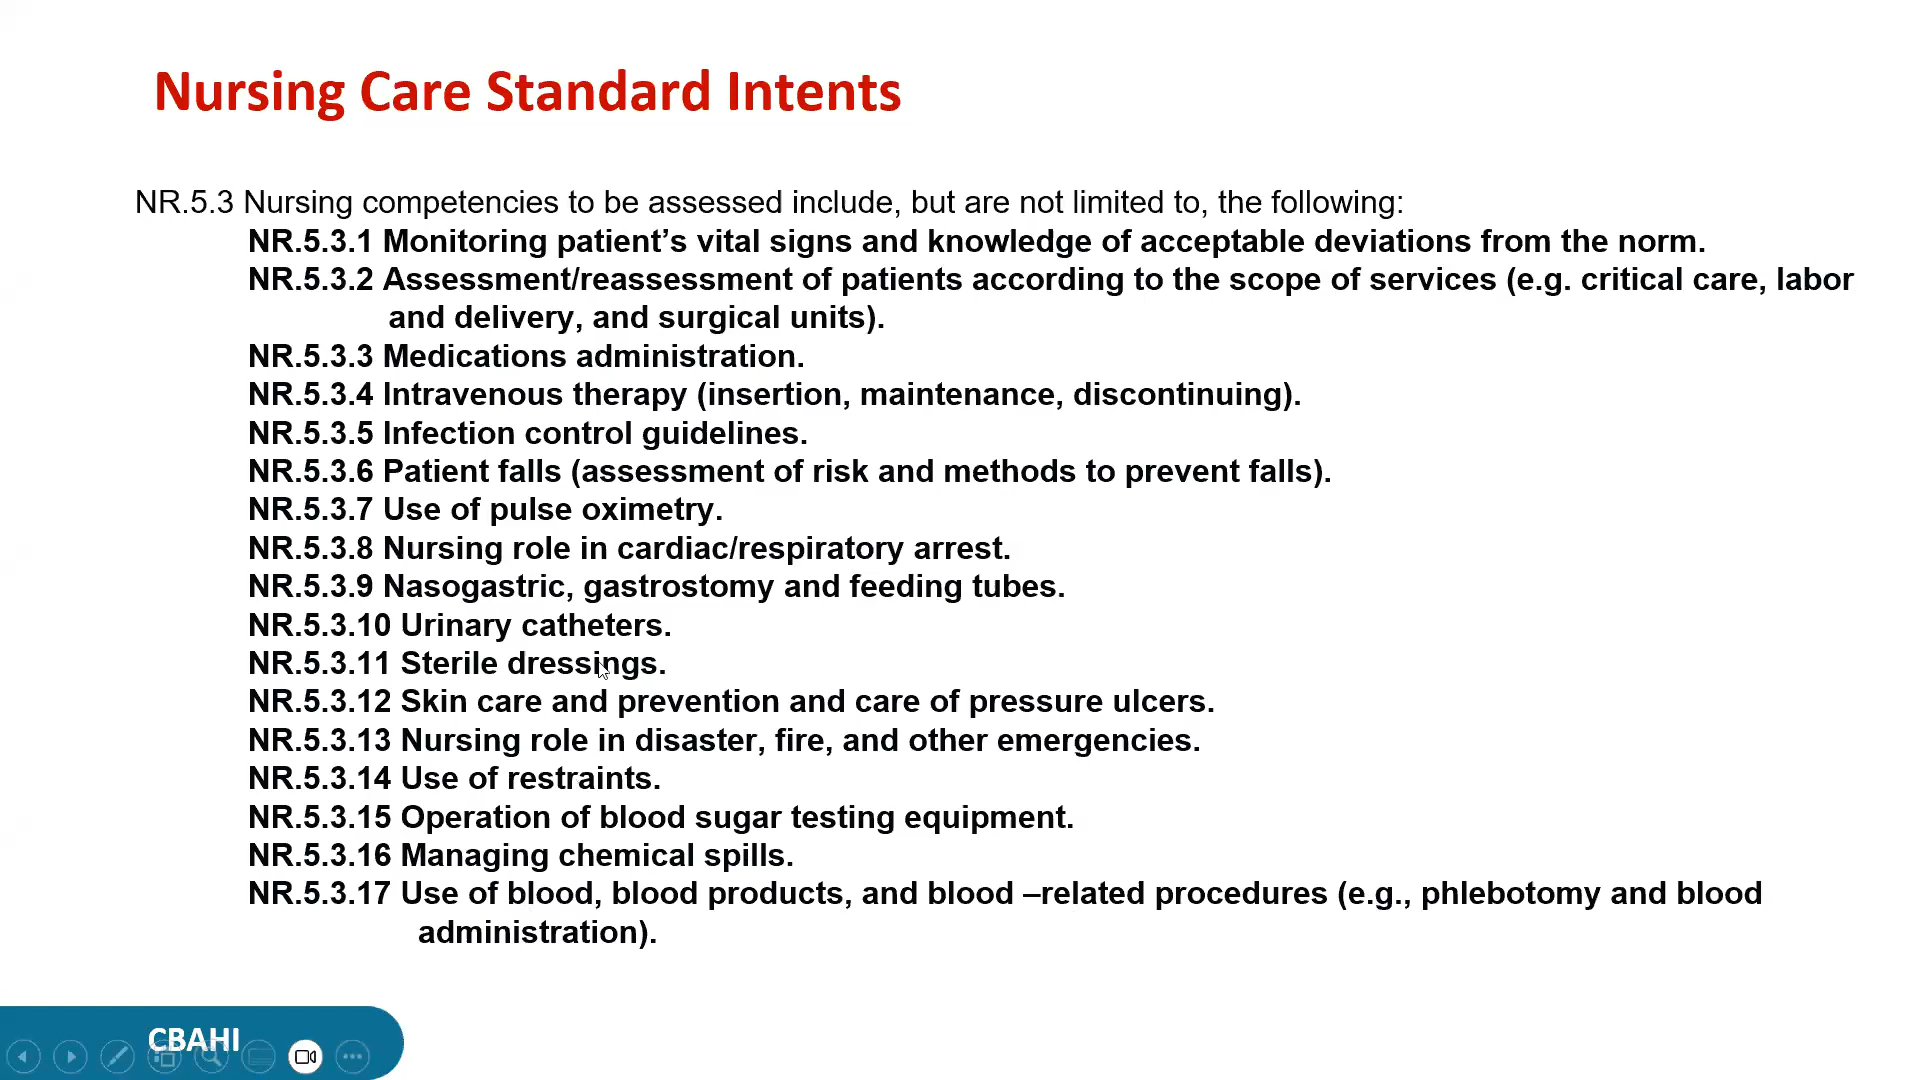 Nursing Care Standard Intents
NR.5.3 Nursing competencies to be assessed include, but are not limited to, the following:
NR.5.3.1 Monitoring patient’s vital signs and knowledge of acceptable deviations from the norm.
NR.5.3.2 Assessment/reassessment of patients according to the scope of services (e.g. critical care, labor
and delivery, and surgical units).
NR.5.3.3 Medications administration.
NR.5.3.4 Intravenous therapy (insertion, maintenance, discontinuing).
NR.5.3.5 Infection control guidelines.
NR.5.3.6 Patient falls (assessment of risk and methods to prevent falls).
NR.5.3.7 Use of pulse oximetry.
NR.5.3.8 Nursing role in cardiac/respiratory arrest.
NR.5.3.9 Nasogastric, gastrostomy and feeding tubes.
NR.5.3.10 Urinary catheters.
NR.5.3.11 Sterile dressings.
NR.5.3.12 Skin care and prevention and care of pressure ulcers.
NR.5.3.13 Nursing role in disaster, fire, and other emergencies.
NR.5.3.14 Use of restraints.
NR.5.3.15 Operation of blood sugar testing equipment.
NR.5.3.16 Managing chemical spills.
NR.5.3.17 Use of blood, blood products, and blood –related procedures (e.g., phlebotomy and blood
administration).
CBAHI